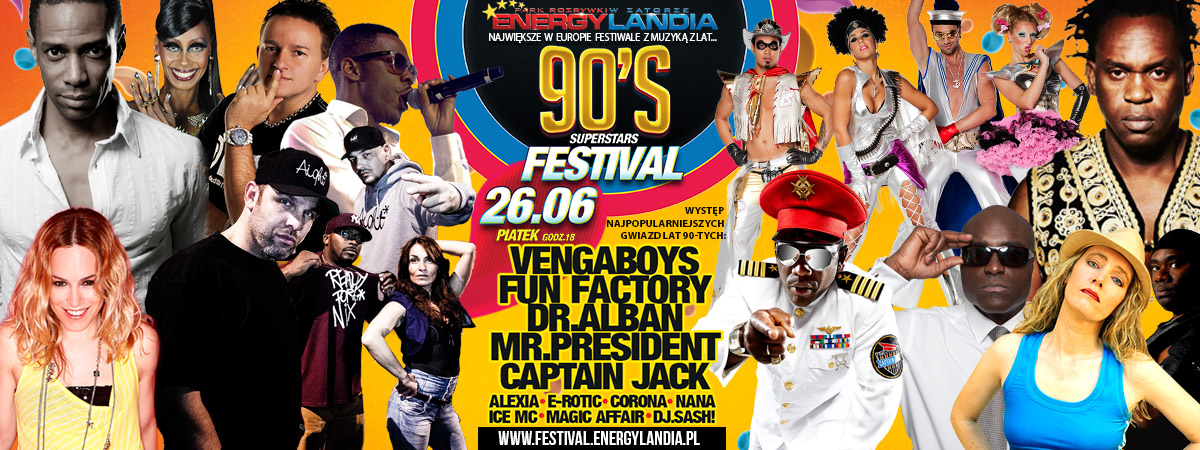 PARK ROZRYWKI W ZATORZE
ENERGYLANDIA
NAJWIĘKSZE W EUROPIE FESTIWALE Z MUZYKĄ Z LAT...
90'S
SUPERSTARS
FESTIVAL
26.06
PIĄTEK GODZ.18
WYSTĘP
NAJPOPULARNIEJSZYCH
GWIAZD LAT 90-TYCH:
VENGABOYS
FUN FACTORY
DR.ALBAN
MR.PRESIDENT
CAPTAIN JACK
ALEXIA • E-ROTIC • CORONA • NANA
ICE MC • MAGIC AFFAIR • DJ.SASH!
WWW.FESTIVAL.ENERGYLANDIA.PL
Aight